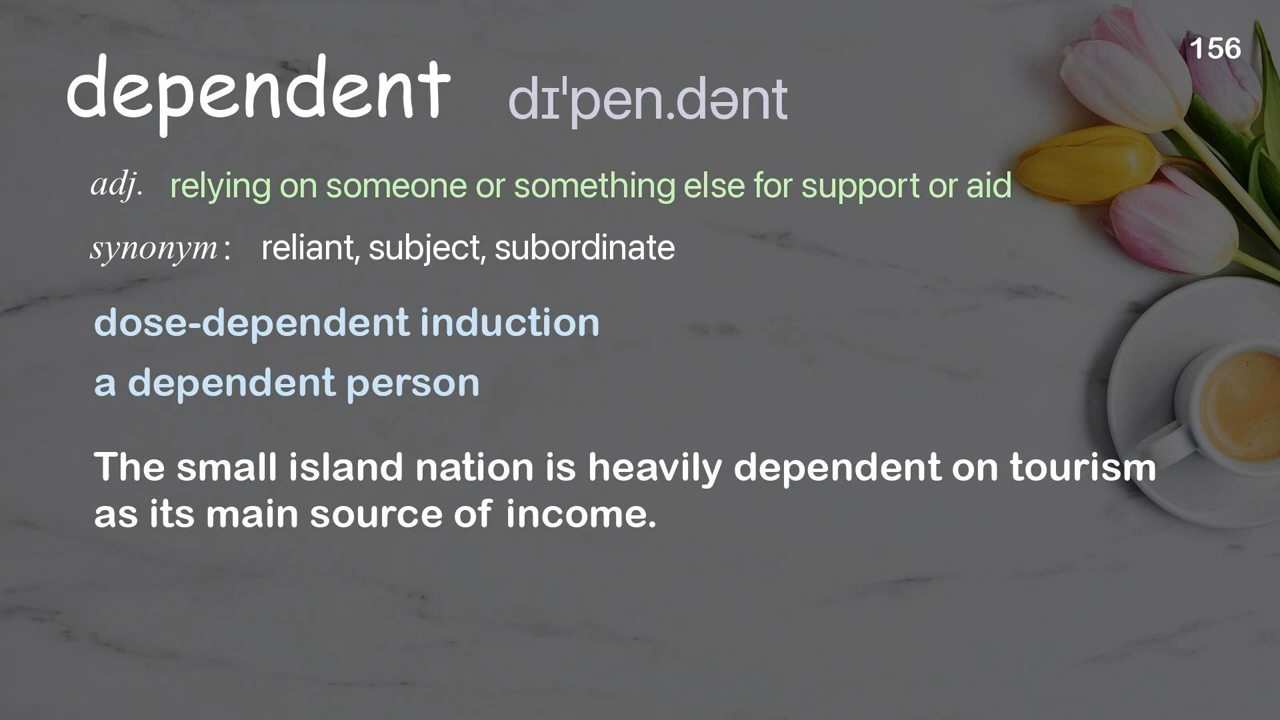 156
dependent dɪˈpen.dənt
adj. relying on someone or something else for support or aid
synonym: reliant, subject, subordinate
dose-dependent induction
a dependent person
The small island nation is heavily dependent on tourism
as its main source of income.